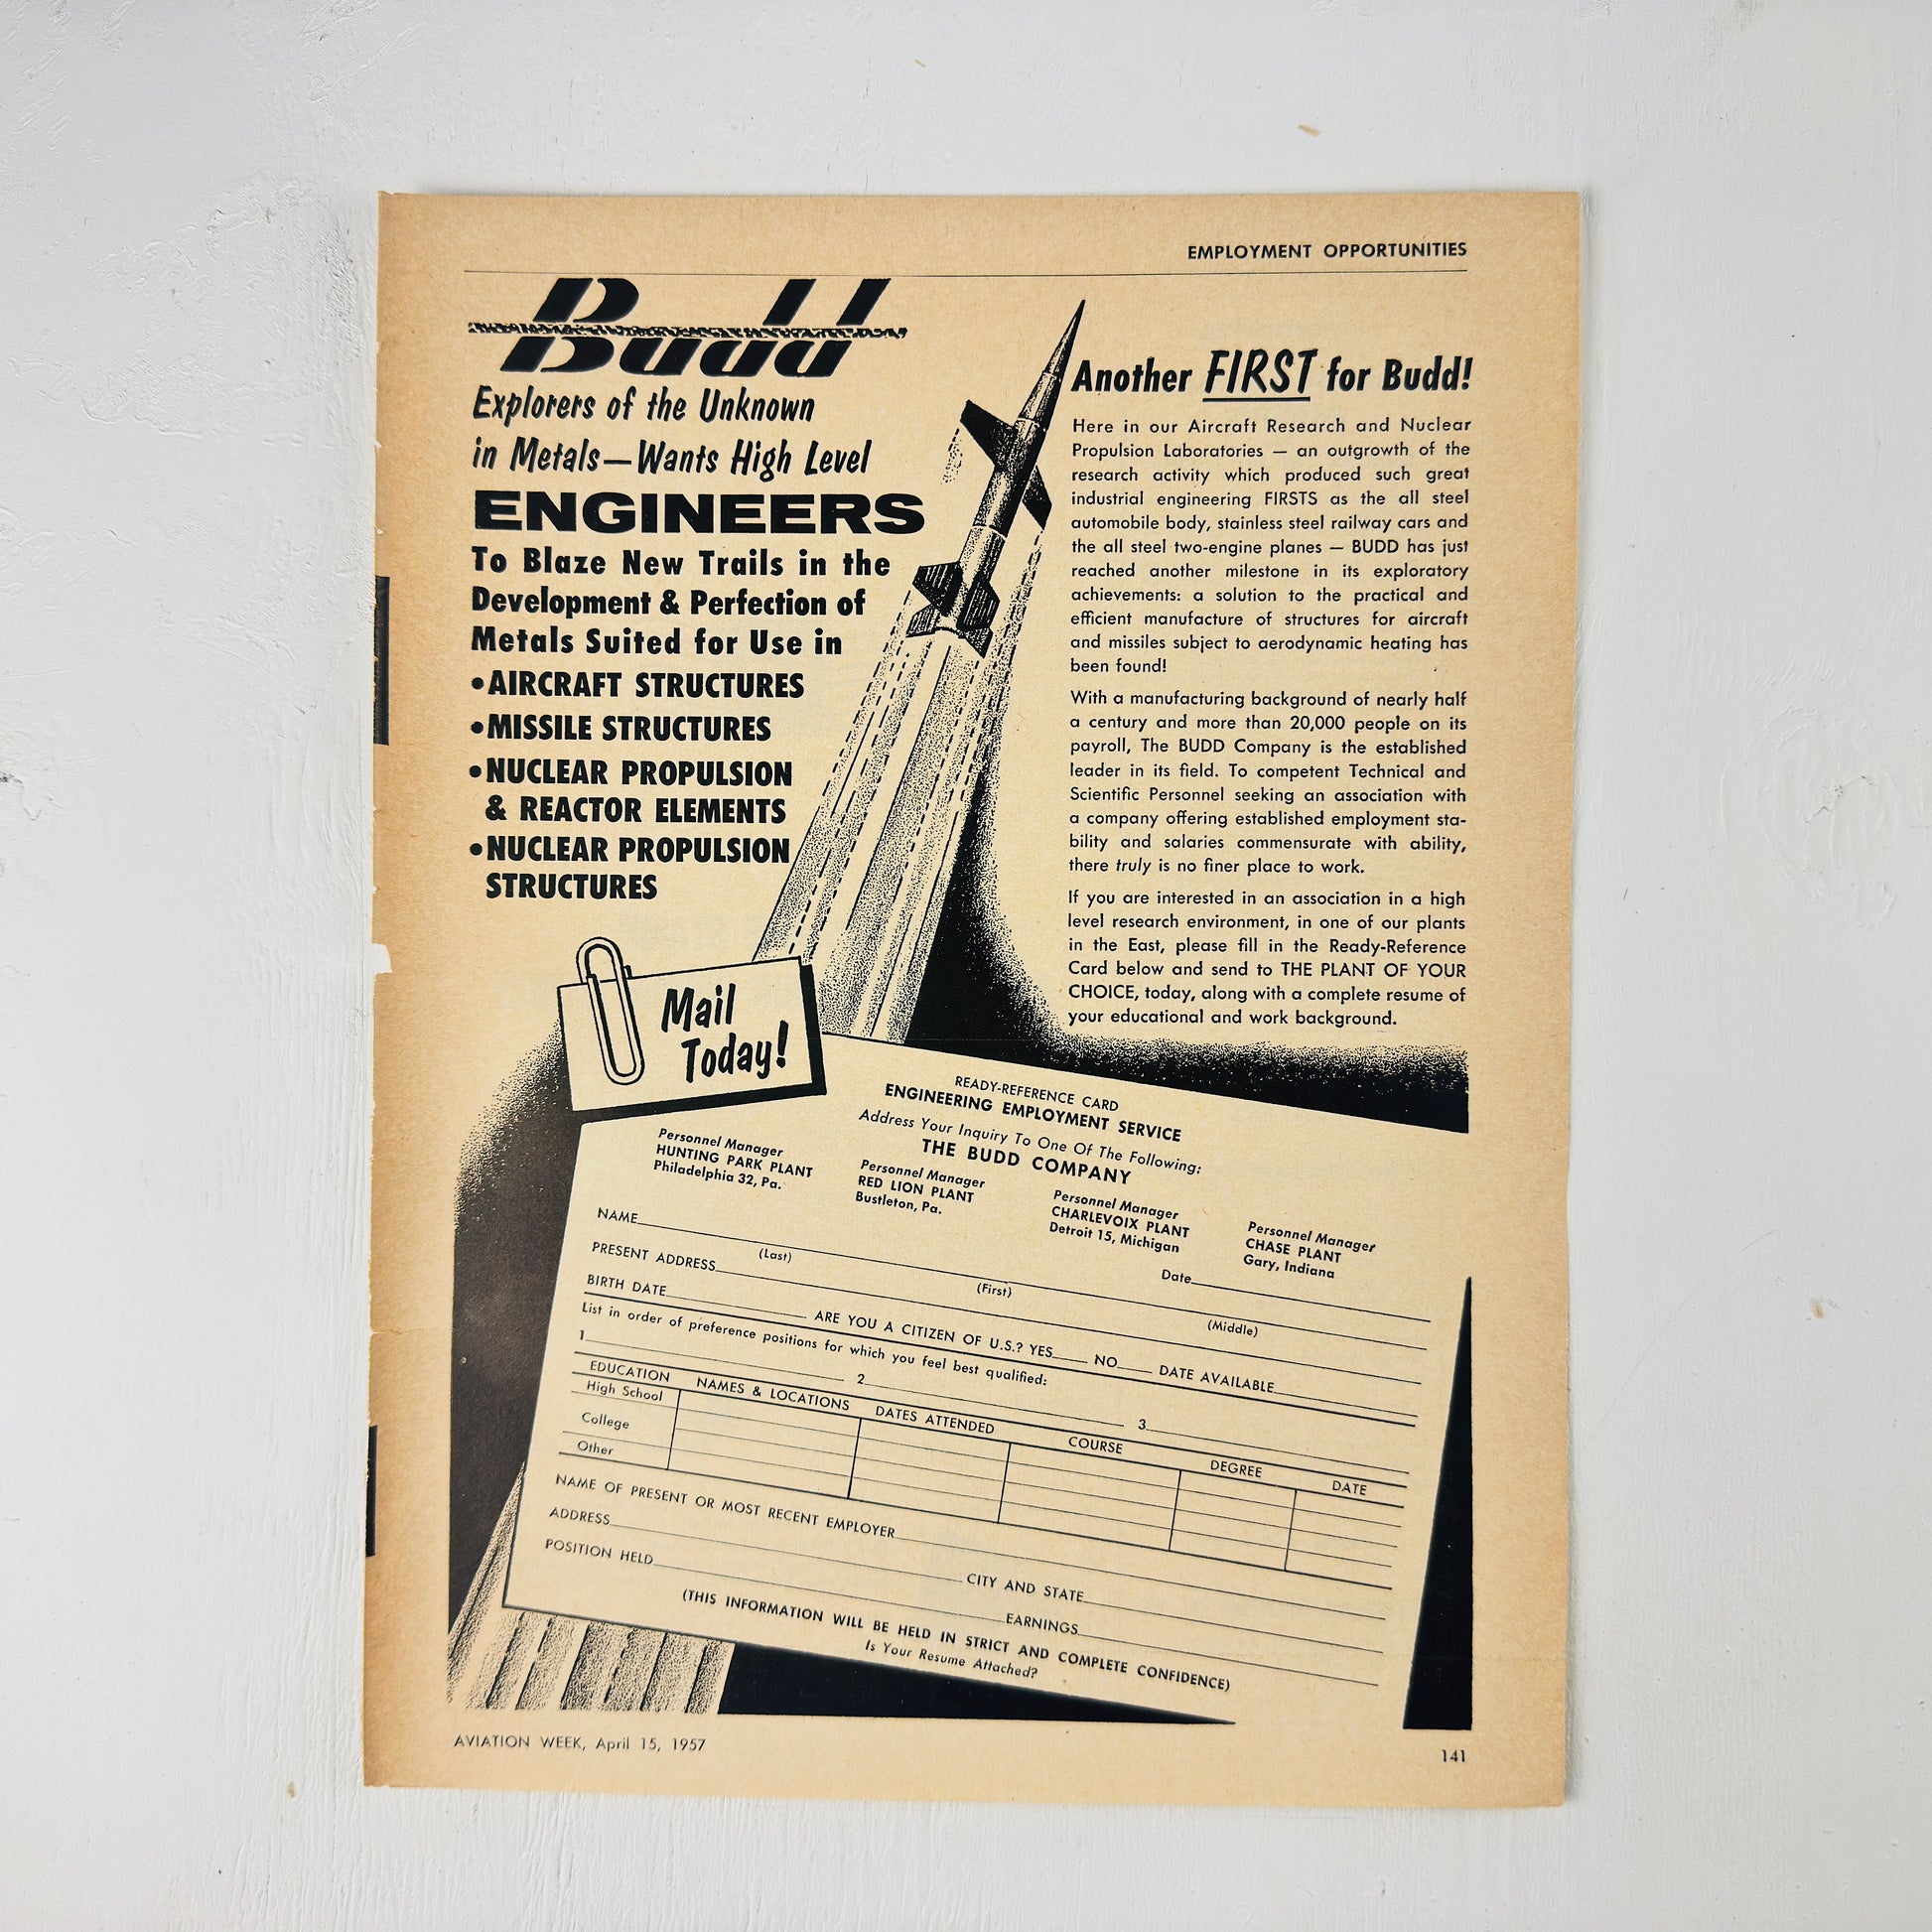 EMPLOYMENT OPPORTUNITIES
Budd
Explorers of the Unknown
in Metals—Wants High Level
ENGINEERS
To Blaze New Trails in the
Development & Perfection of
Metals Suited for Use in
•AIRCRAFT STRUCTURES
•MISSILE STRUCTURES
•NUCLEAR PROPULSION
& REACTOR ELEMENTS
•NUCLEAR PROPULSION
STRUCTURES
Another FIRST for Budd!
Here in our Aircraft Research and Nuclear
Propulsion Laboratories — an outgrowth of the
research activity which produced such great
industrial engineering FIRSTS as the all steel
automobile body, stainless steel railway cars and
the all steel two-engine planes — BUDD has just
reached another milestone in its exploratory
achievements: a solution to the practical and
efficient manufacture of structures for aircraft
and missiles subject to aerodynamic heating has
been found!
With a manufacturing background of nearly half
a century and more than 20,000 people on its
payroll, The BUDD Company is the established
leader in its field. To competent Technical and
Scientific Personnel seeking an association with
a company offering established employment sta-
bility and salaries commensurate with ability,
there truly is no finer place to work.
If you are interested in an association in a high
level research environment, in one of our plants
in the East, please fill in the Ready-Reference
Card below and send to THE PLANT OF YOUR
CHOICE, today, along with a complete resume of
your educational and work background.
Mail
Today!
READY-REFERENCE CARD
ENGINEERING EMPLOYMENT SERVICE
Address Your Inquiry To One Of The Following:
THE BUDD COMPANY
Personnel Manager
HUNTING PARK PLANT
Philadelphia 32, Pa.
Personnel Manager
RED LION PLANT
Bustleton, Pa.
Personnel Manager
CHARLEVOIX PLANT
Detroit 15, Michigan
Personnel Manager
CHASE PLANT
Gary, Indiana
Date
NAME
(Last) (First) (Middle)
PRESENT ADDRESS
BIRTH DATE ARE YOU A CITIZEN OF U.S.? YES NO DATE AVAILABLE
List in order of preference positions for which you feel best qualified:
1 2 3
EDUCATION NAMES & LOCATIONS DATES ATTENDED COURSE DEGREE DATE
High School
College
Other
NAME OF PRESENT OR MOST RECENT EMPLOYER
ADDRESS CITY AND STATE
POSITION HELD EARNINGS
(THIS INFORMATION WILL BE HELD IN STRICT AND COMPLETE CONFIDENCE)
Is Your Resume Attached?
AVIATION WEEK, April 15, 1957
141